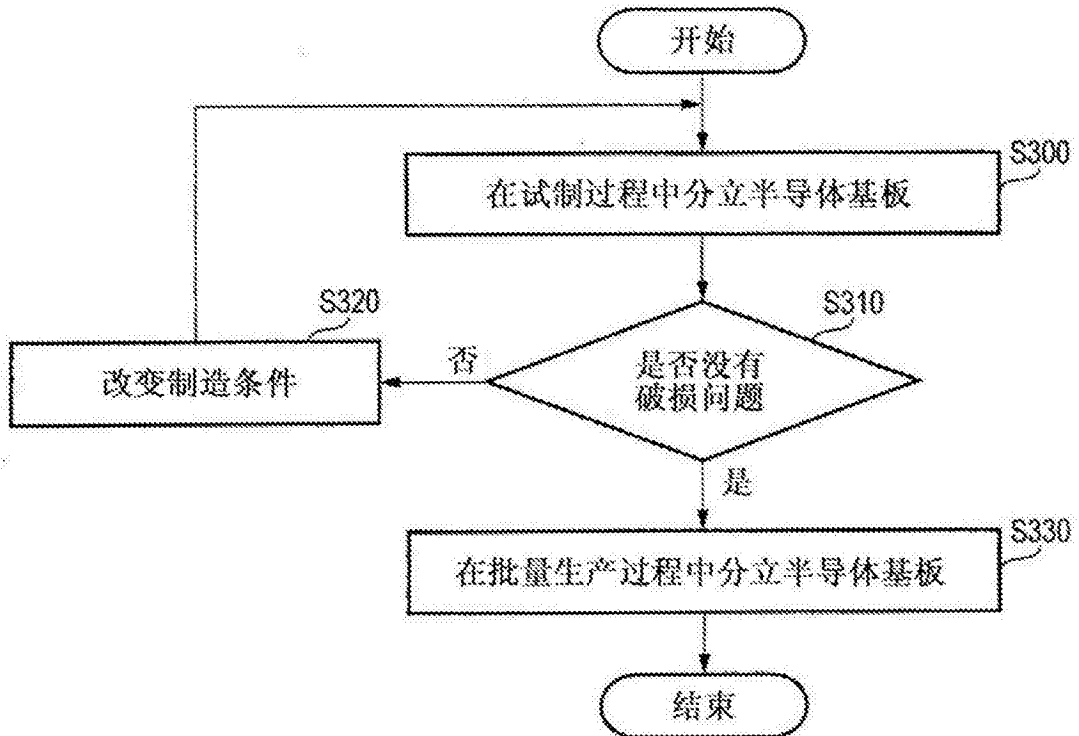 开始
S300
在试制过程中分立半导体基板
S320
S310
改变制造条件
否
是否没有
破损问题
是
S330
在批量生产过程中分立半导体基板
结束